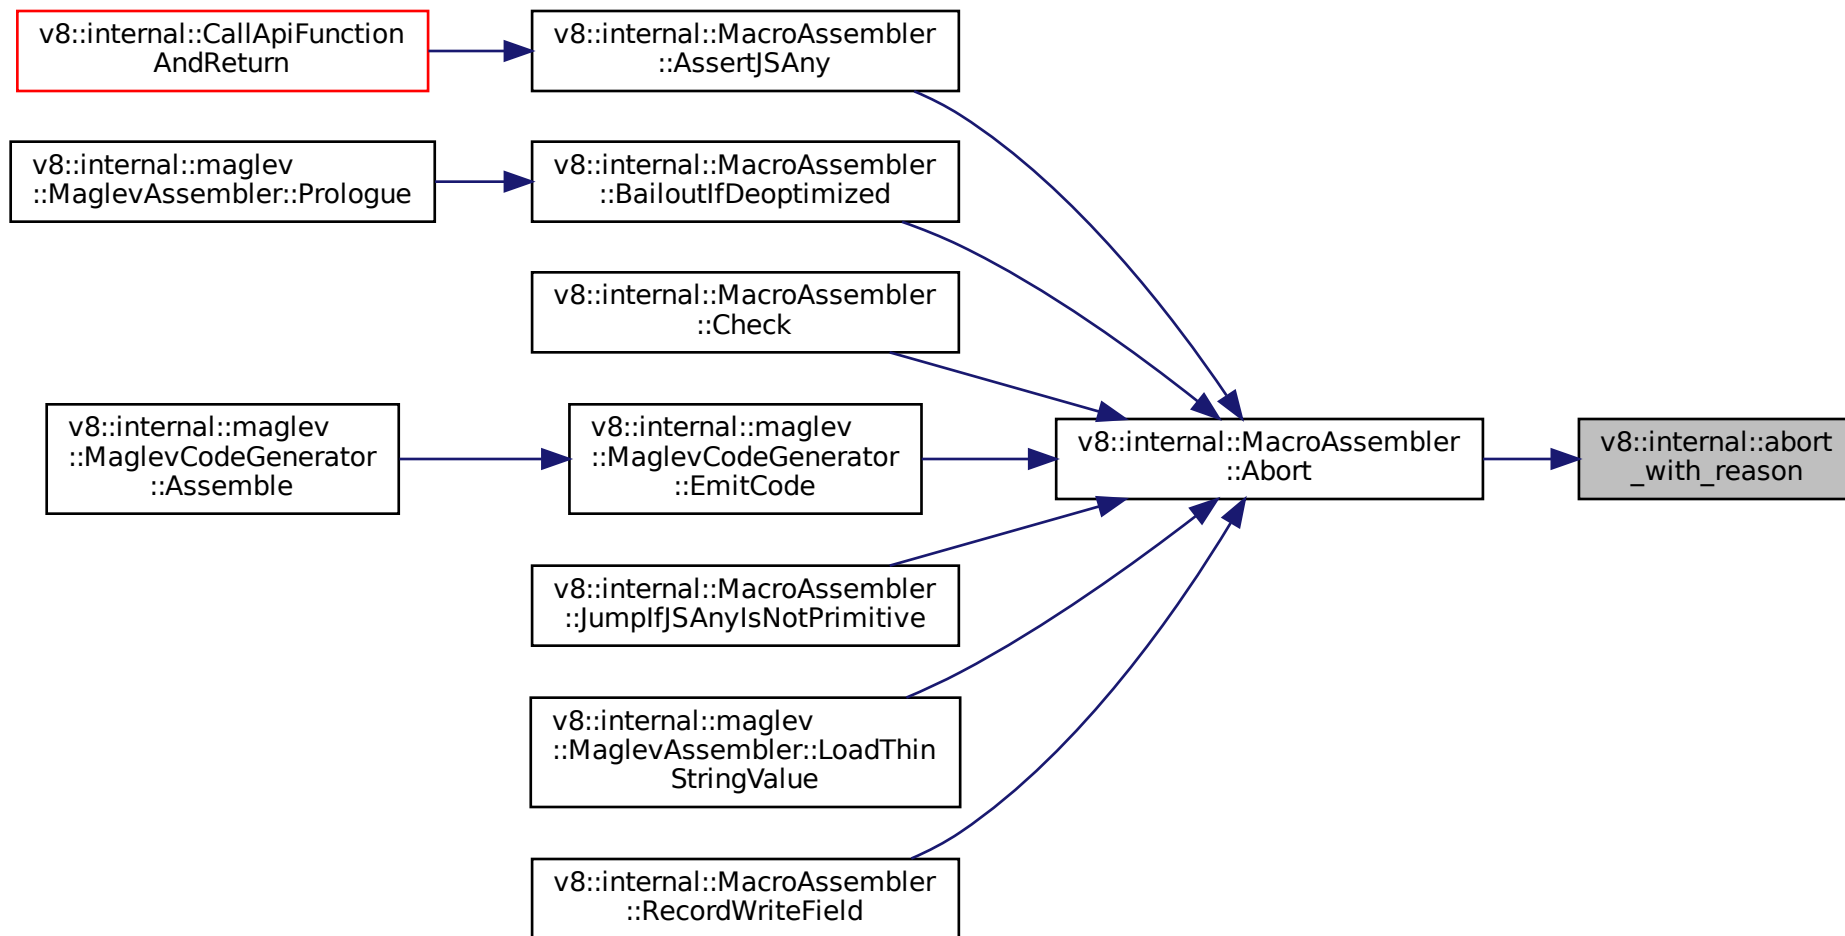 v8::internal::CallApiFunction
AndReturn
v8::internal::MacroAssembler
::AssertJSAny
v8::internal::maglev
::MaglevAssembler::Prologue
v8::internal::MacroAssembler
::BailoutIfDeoptimized
v8::internal::MacroAssembler
::Check
v8::internal::maglev
::MaglevCodeGenerator
::Assemble
v8::internal::maglev
::MaglevCodeGenerator
::EmitCode
v8::internal::MacroAssembler
::Abort
v8::internal::abort
_with_reason
v8::internal::MacroAssembler
::JumpIfJSAnyIsNotPrimitive
v8::internal::maglev
::MaglevAssembler::LoadThin
StringValue
v8::internal::MacroAssembler
::RecordWriteField